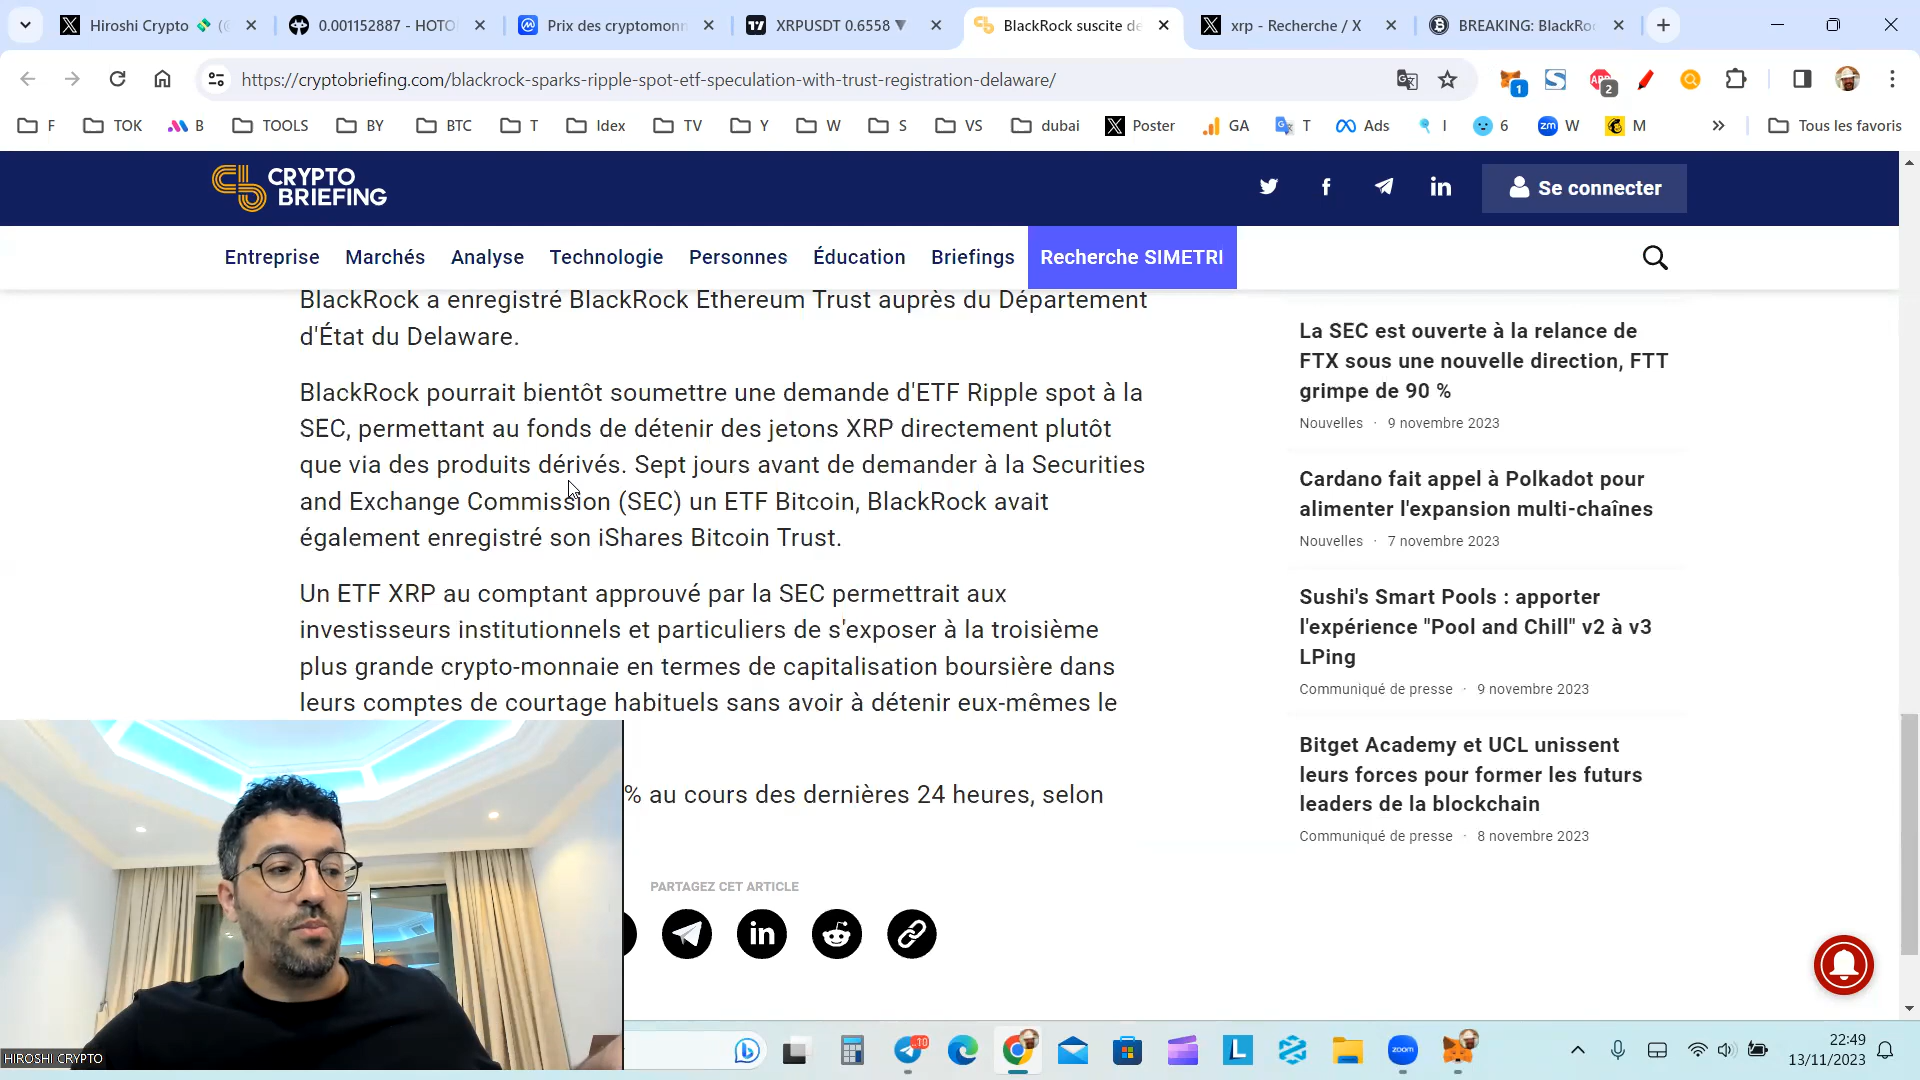 Hiroshi Crypto
0.001152887 - HOTO
Prix des cryptomonn
XRPUSDT 0.6558 ▼
BlackRock suscite de
xrp - Recherche / X
BREAKING: BlackRo
https://cryptobriefing.com/blackrock-sparks-ripple-spot-etf-speculation-with-trust-registration-delaware/
1
2
F
TOK
B
TOOLS
BY
BTC
T
Idex
TV
Y
W
S
VS
dubai
Poster
GA
T
Ads
I
6
zm
W
M
»
Tous les favoris
CRYPTO
BRIEFING
Se connecter
Entreprise
Marchés
Analyse
Technologie
Personnes
Éducation
Briefings
Recherche SIMETRI
BlackRock a enregistré BlackRock Ethereum Trust auprès du Département
d'État du Delaware.
BlackRock pourrait bientôt soumettre une demande d'ETF Ripple spot à la
SEC, permettant au fonds de détenir des jetons XRP directement plutôt
que via des produits dérivés. Sept jours avant de demander à la Securities
and Exchange Commission (SEC) un ETF Bitcoin, BlackRock avait
également enregistré son iShares Bitcoin Trust.
Un ETF XRP au comptant approuvé par la SEC permettrait aux
investisseurs institutionnels et particuliers de s'exposer à la troisième
plus grande crypto-monnaie en termes de capitalisation boursière dans
leurs comptes de courtage habituels sans avoir à détenir eux-mêmes le
% au cours des dernières 24 heures, selon
PARTAGEZ CET ARTICLE
La SEC est ouverte à la relance de
FTX sous une nouvelle direction, FTT
grimpe de 90 %
Nouvelles · 9 novembre 2023
Cardano fait appel à Polkadot pour
alimenter l'expansion multi-chaînes
Nouvelles · 7 novembre 2023
Sushi's Smart Pools : apporter
l'expérience "Pool and Chill" v2 à v3
LPing
Communiqué de presse · 9 novembre 2023
Bitget Academy et UCL unissent
leurs forces pour former les futurs
leaders de la blockchain
Communiqué de presse · 8 novembre 2023
HIROSHI CRYPTO
10
L
zoom
22:49
13/11/2023